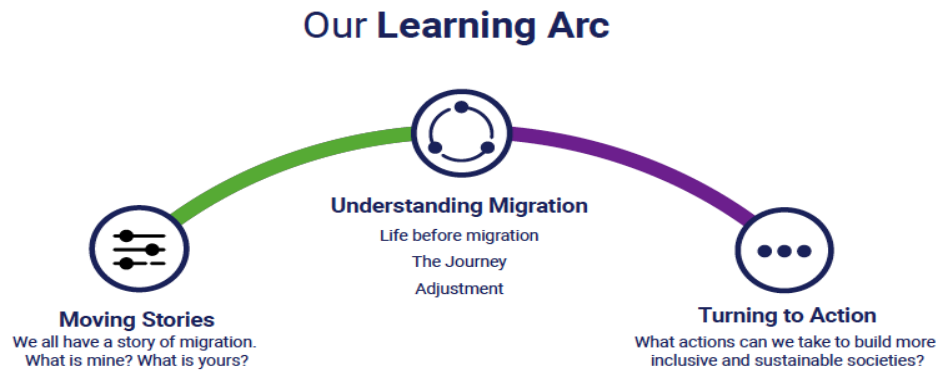 Our Learning Arc
Understanding Migration
Life before migration
The Journey
Adjustment
Moving Stories
We all have a story of migration.
What is mine? What is yours?
Turning to Action
What actions can we take to build more
inclusive and sustainable societies?